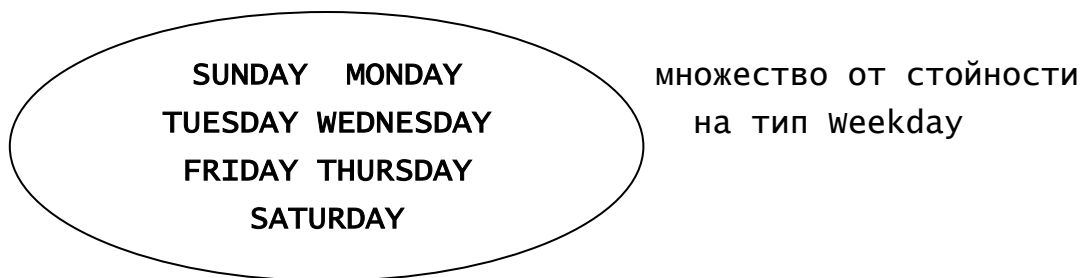 SUNDAY MONDAY
TUESDAY WEDNESDAY
FRIDAY THURSDAY
SATURDAY
множество от стойности
на тип Weekday